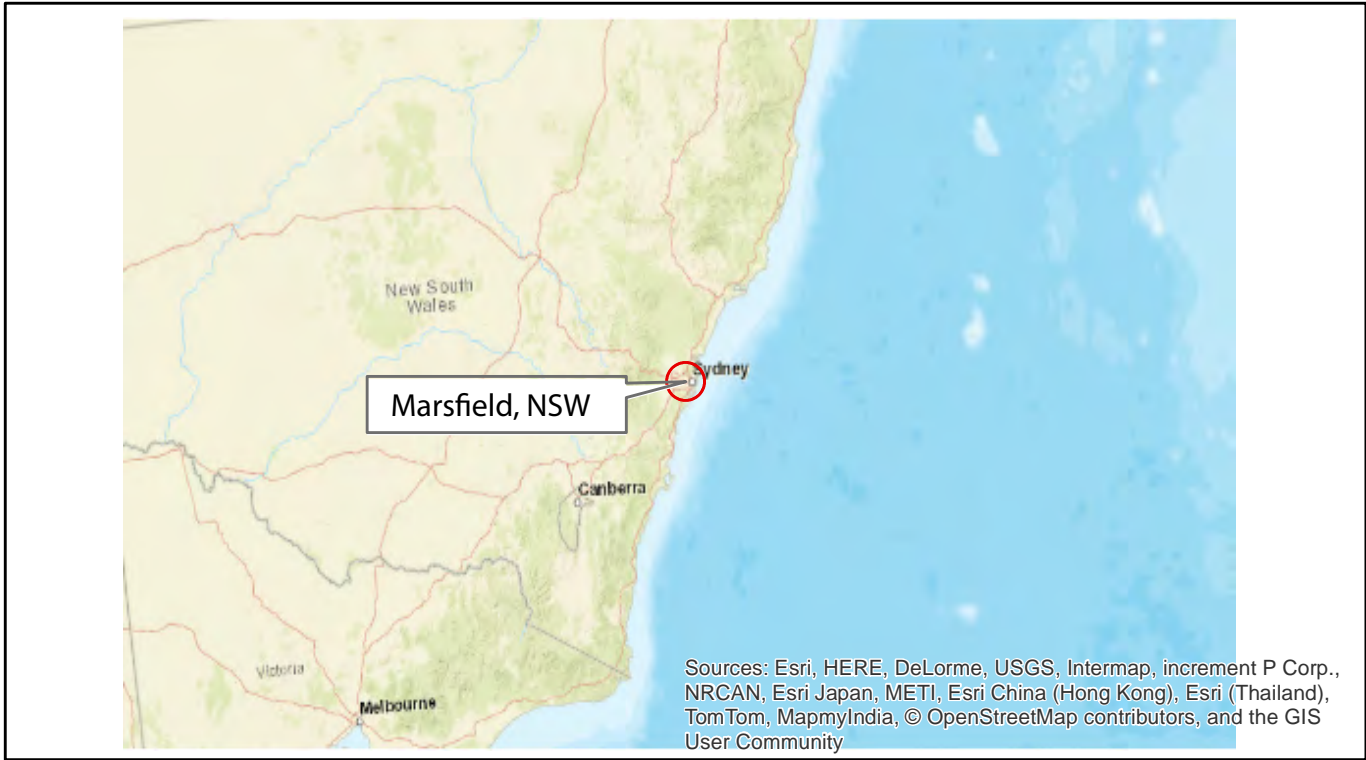 New South
Wales
Sydney
Marsfield, NSW
Canberra
Victoria
Melbourne
Sources: Esri, HERE, DeLorme, USGS, Intermap, increment P Corp.,
NRCAN, Esri Japan, METI, Esri China (Hong Kong), Esri (Thailand),
TomTom, MapmyIndia, © OpenStreetMap contributors, and the GIS
User Community